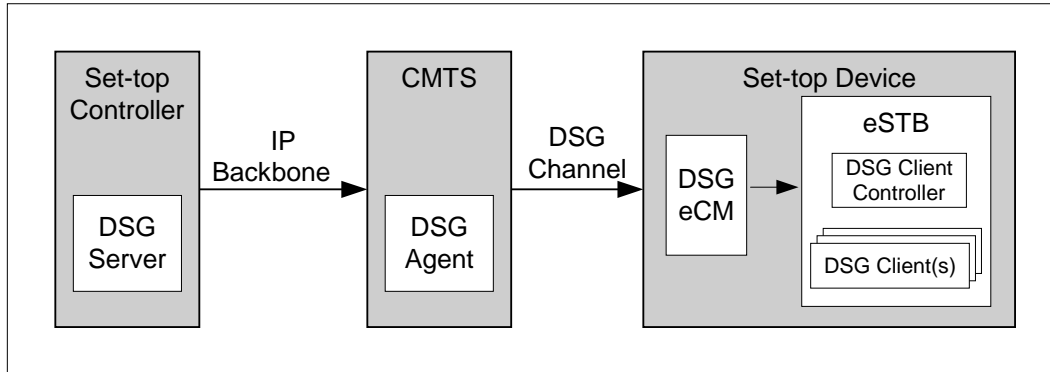 Set-top
Controller
DSG
Server
IP
Backbone
CMTS
DSG
Agent
DSG
Channel
Set-top Device
DSG
eCM
eSTB
DSG Client
Controller
DSG Client(s)